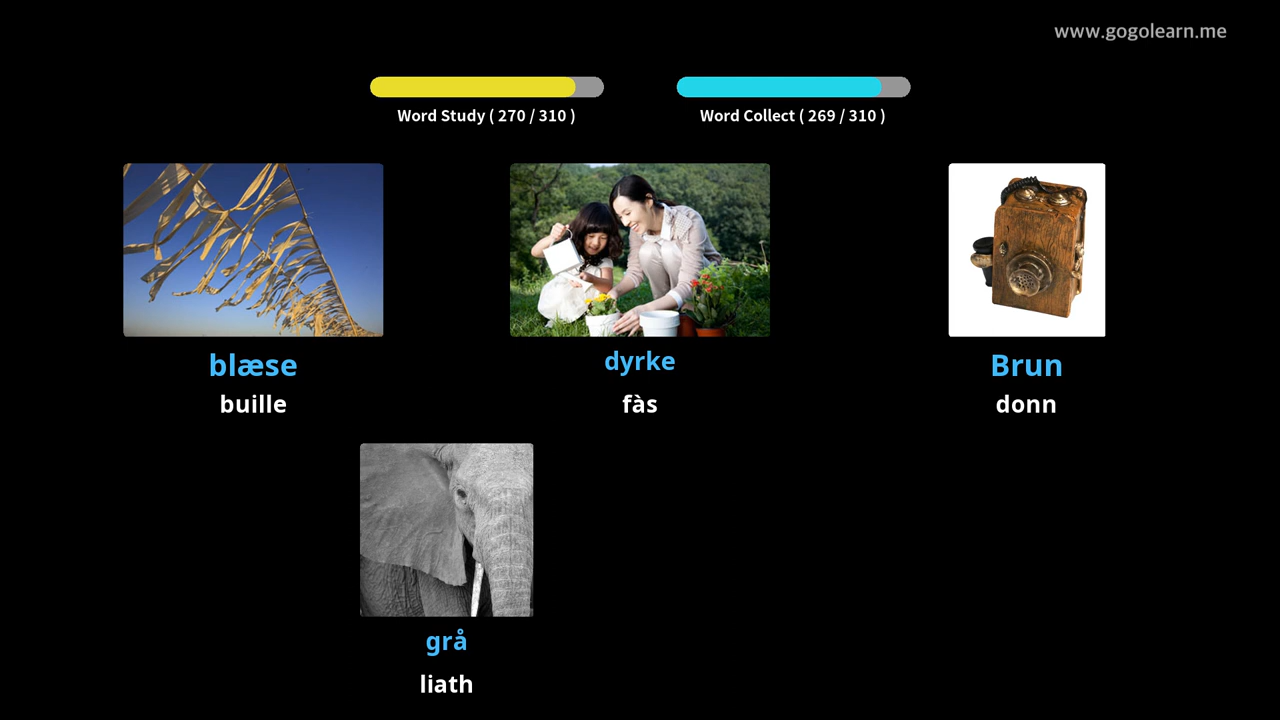 www.gogolearn.me
Word Study ( 270 / 310 )
Word Collect ( 269 / 310 )
blæse
buille
dyrke
fàs
Brun
donn
grå
liath